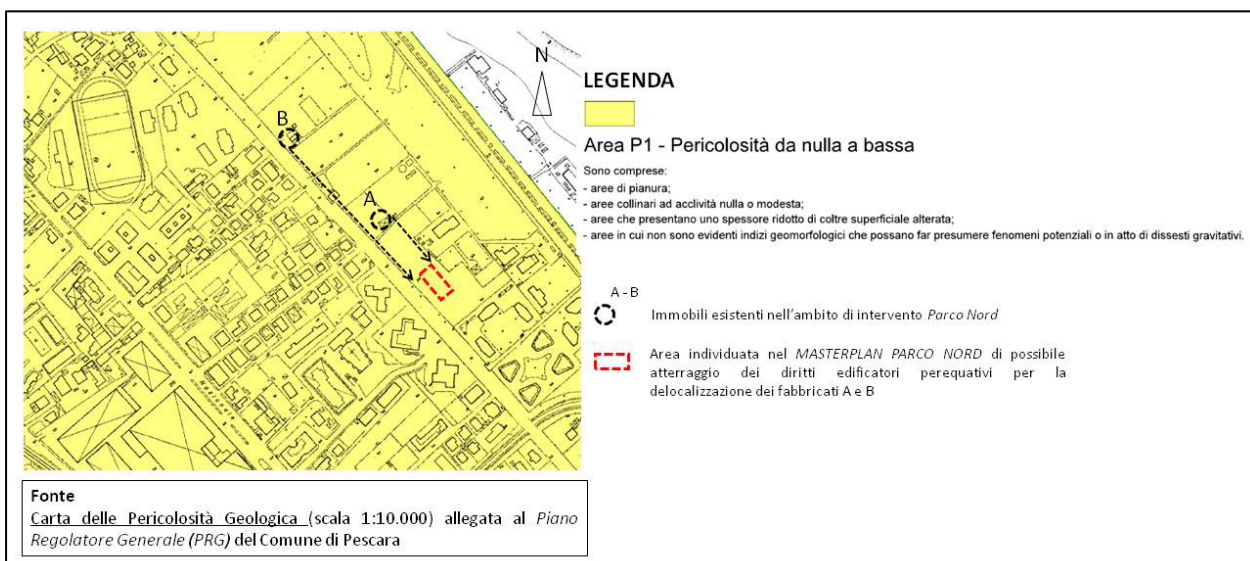 B
A
N
LEGENDA
Area P1 - Pericolosità da nulla a bassa
Sono comprese:
- aree di pianura;
- aree collinari ad acclività nulla o modesta;
- aree che presentano uno spessore ridotto di coltre superficiale alterata;
- aree in cui non sono evidenti indizi geomorfologici che possano far presumere fenomeni potenziali o in atto di dissesti gravitativi.
A - B
Immobili esistenti nell'ambito di intervento Parco Nord
Area individuata nel MASTERPLAN PARCO NORD di possibile
atterraggio dei diritti edificatori perequativi per la
delocalizzazione dei fabbricati A e B
Fonte
Carta delle Pericolosità Geologica (scala 1:10.000) allegata al Piano
Regolatore Generale (PRG) del Comune di Pescara